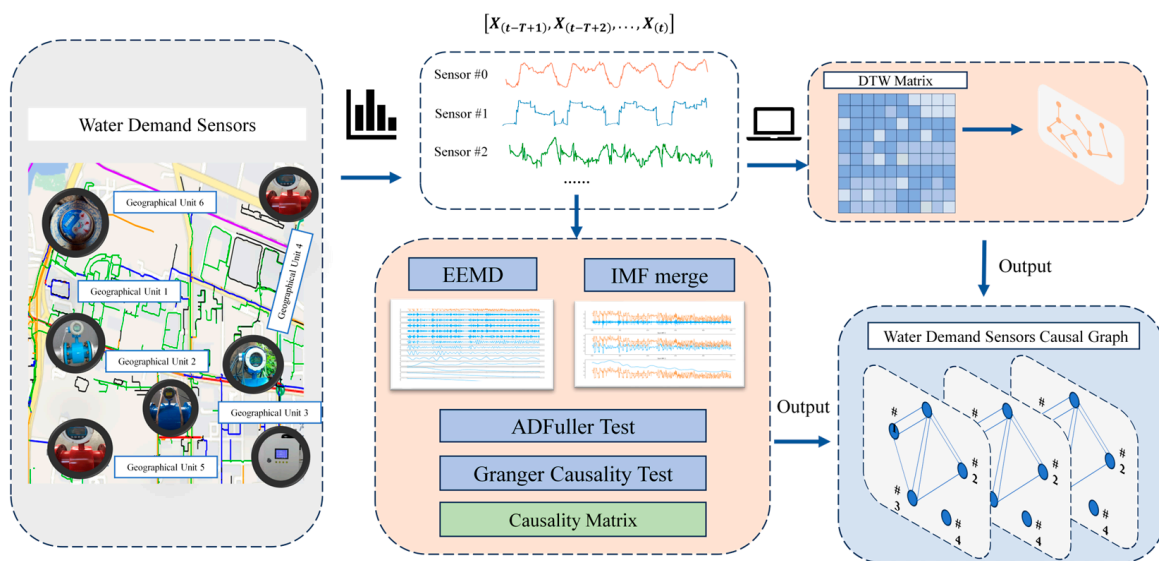 [X(t−T+1), X(t−T+2), . . . , X(t)]
Water Demand Sensors
Geographical Unit 6
Geographical Unit 4
Geographical Unit 1
Geographical Unit 2
Geographical Unit 3
Geographical Unit 5
Sensor #0
Sensor #1
Sensor #2
......
DTW Matrix
EEMD
IMF merge
ADFuller Test
Granger Causality Test
Causality Matrix
Output
Output
Water Demand Sensors Causal Graph
#
1
#
2
#
3
#
4
#
2
#
4
#
2
#
4